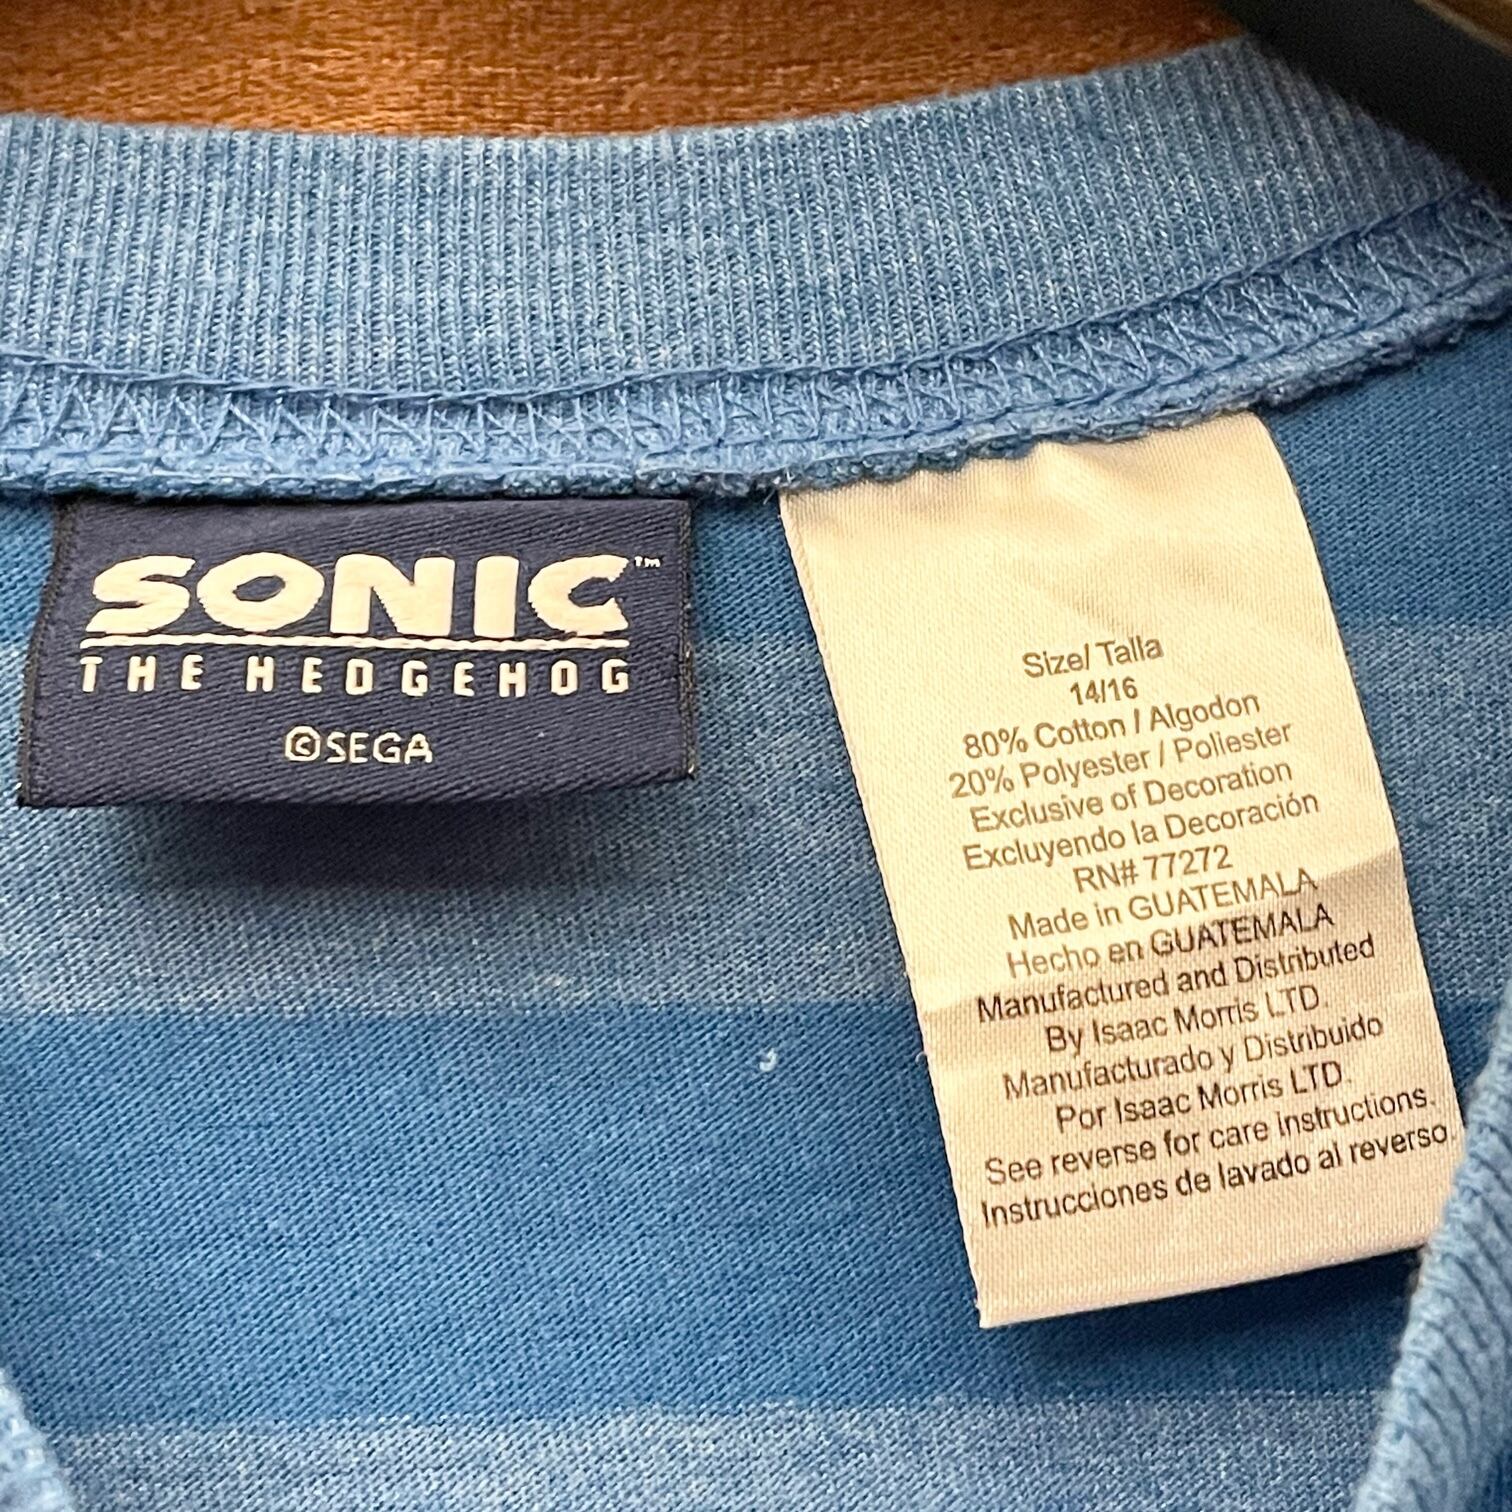 SONIC™
THE HEDGEHOG
©SEGA
Size/ Talla
14/16
80% Cotton / Algodon
20% Polyester / Poliester
Exclusive of Decoration
Excluyendo la Decoración
RN# 77272
Made in GUATEMALA
Hecho en GUATEMALA
Manufactured and Distributed
By Isaac Morris LTD.
Manufacturado y Distribuido
Por Isaac Morris LTD.
See reverse for care instructions.
Instrucciones de lavado al reverso.